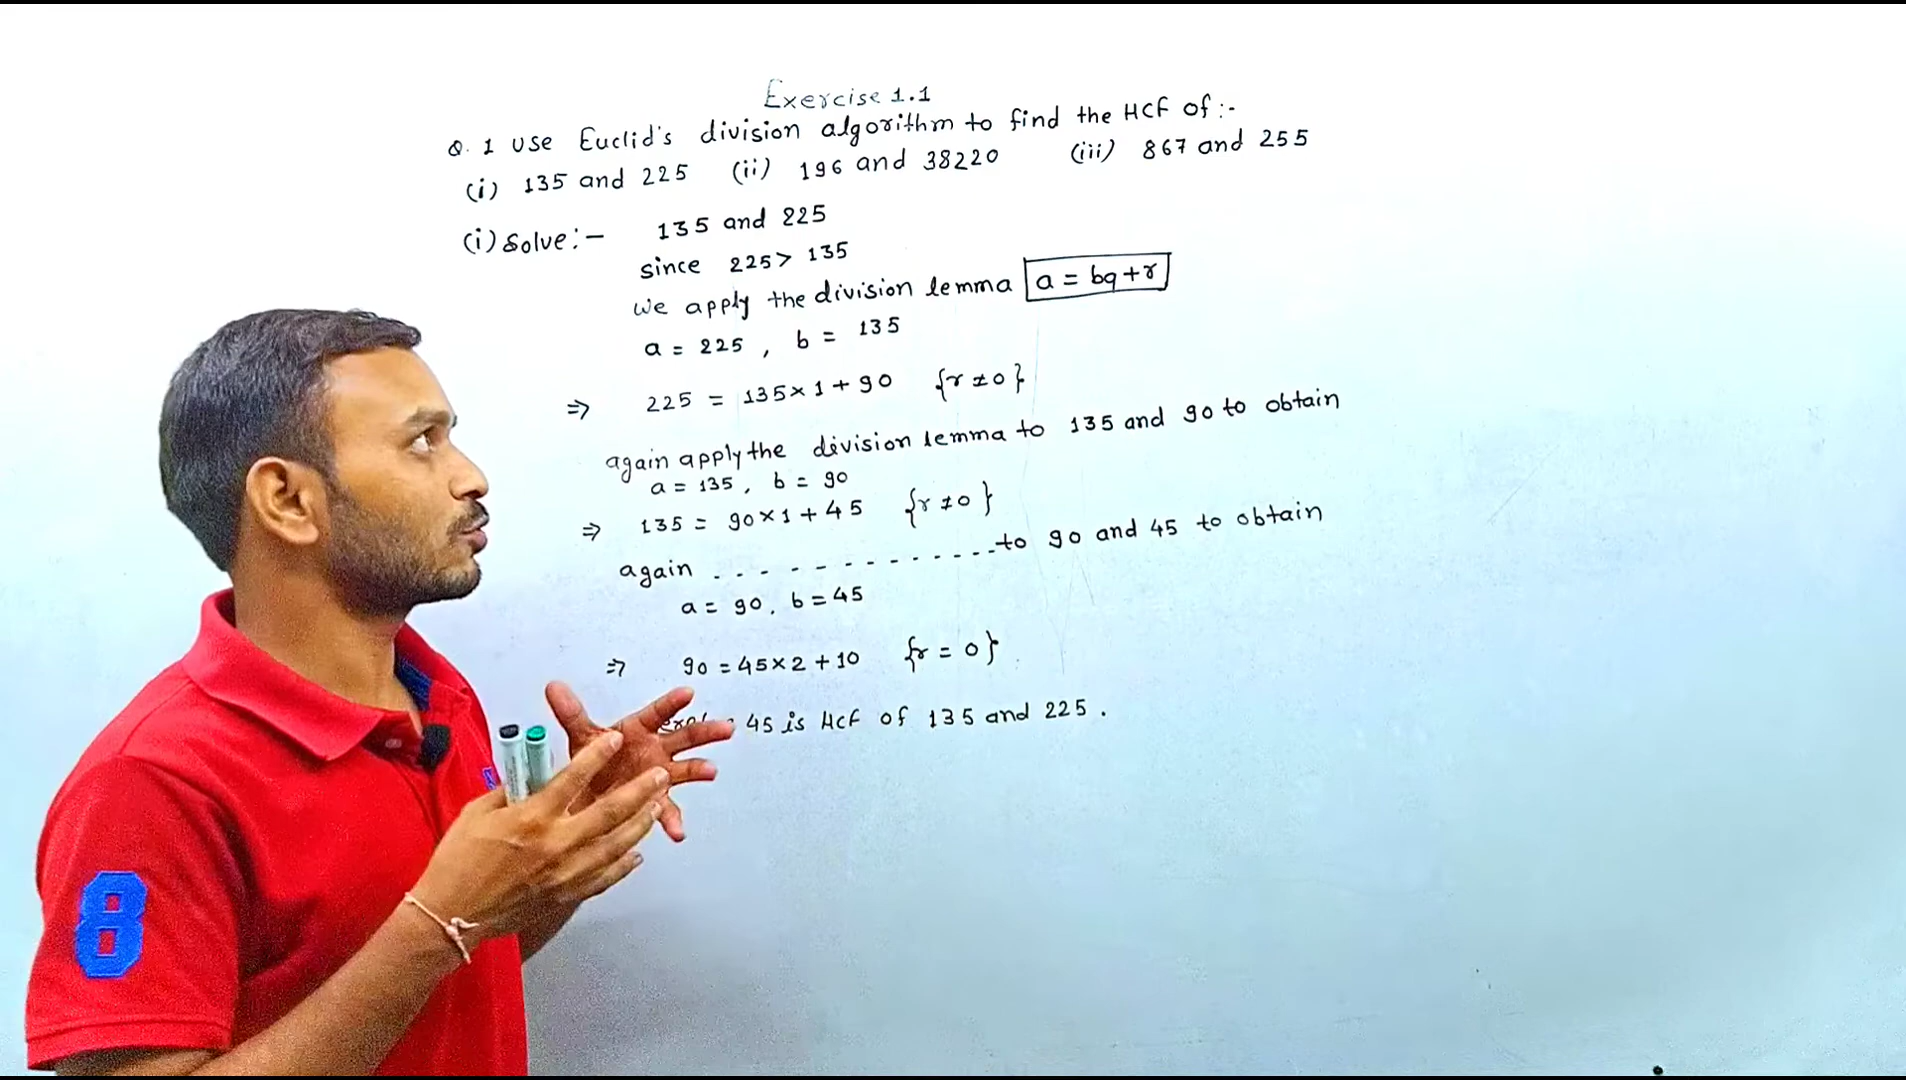 Exercise 1.1
Q. 1 Use Euclid's division algorithm to find the HCF of :-
(i) 135 and 225 (ii) 196 and 38220 (iii) 867 and 255
(i) Solve :- 135 and 225
since 225 > 135
We apply the division lemma a = bq + r
a = 225 , b = 135
⇒ 225 = 135 × 1 + 90 {r ≠ 0}
again apply the division lemma to 135 and 90 to obtain
a = 135 , b = 90
⇒ 135 = 90 × 1 + 45 {r ≠ 0}
again - - - - - - - - - - - - to 90 and 45 to obtain
a = 90 , b = 45
⇒ 90 = 45 × 2 + 10 {r = 0}
45 is HCF of 135 and 225 .
8